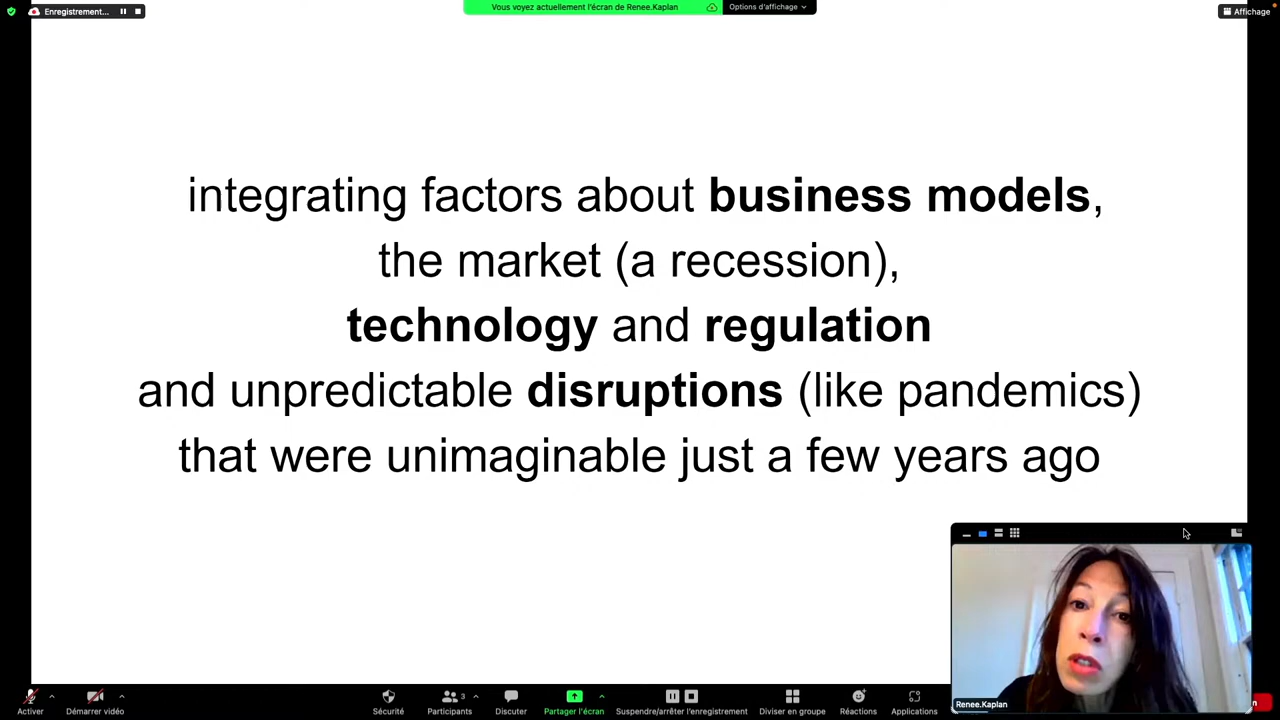 Enregistrement...
Vous voyez actuellement l'écran de Renee.Kaplan
Options d'affichage
Affichage
integrating factors about business models,
the market (a recession),
technology and regulation
and unpredictable disruptions (like pandemics)
that were unimaginable just a few years ago
Renee.Kaplan
Activer
Démarrer vidéo
Sécurité
Participants
3
Discuter
Partager l'écran
Suspendre/arrêter l'enregistrement
Diviser en groupe
Réactions
Applications